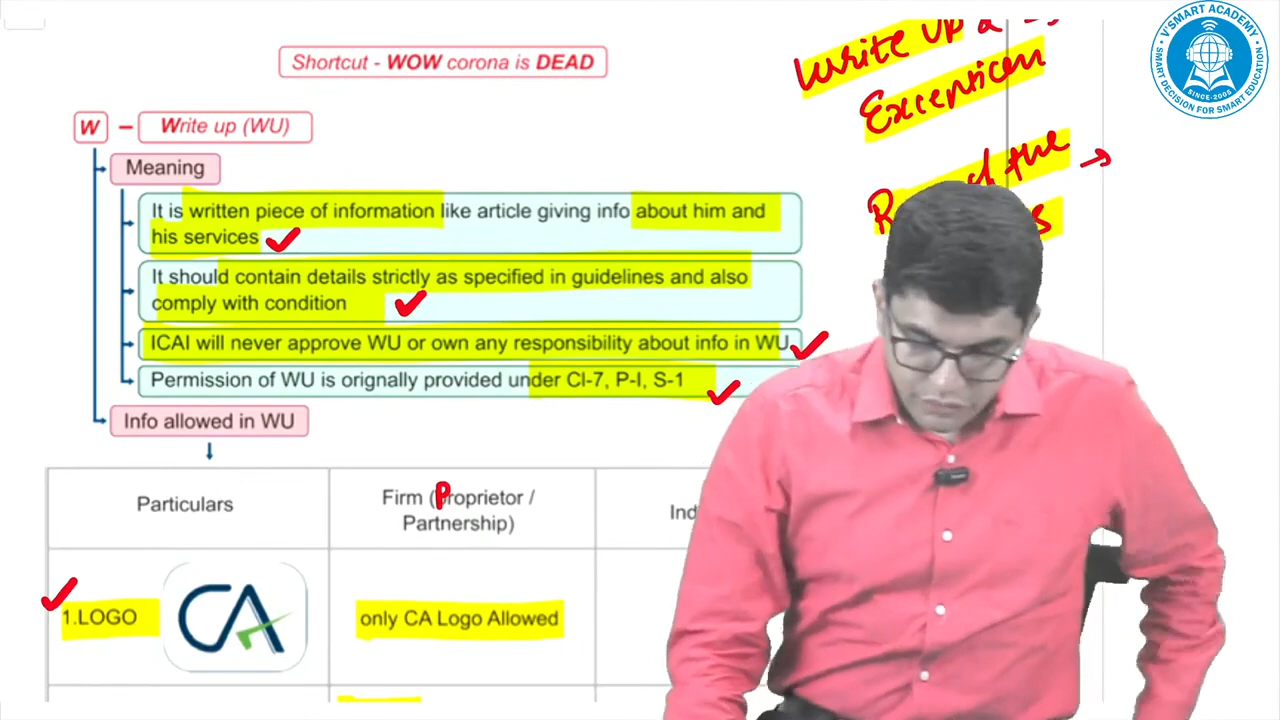 Shortcut - WOW corona is DEAD
Write up &
Exception
the
V'SMART ACADEMY
SMART DECISION FOR SMART EDUCATION
SINCE-2005
W – Write up (WU)
Meaning
It is written piece of information like article giving info about him and
his services
It should contain details strictly as specified in guidelines and also
comply with condition
ICAI will never approve WU or own any responsibility about info in WU
Permission of WU is orignally provided under Cl-7, P-I, S-1
Info allowed in WU
Particulars
Firm (Proprietor /
Partnership)
1.LOGO
CA
only CA Logo Allowed